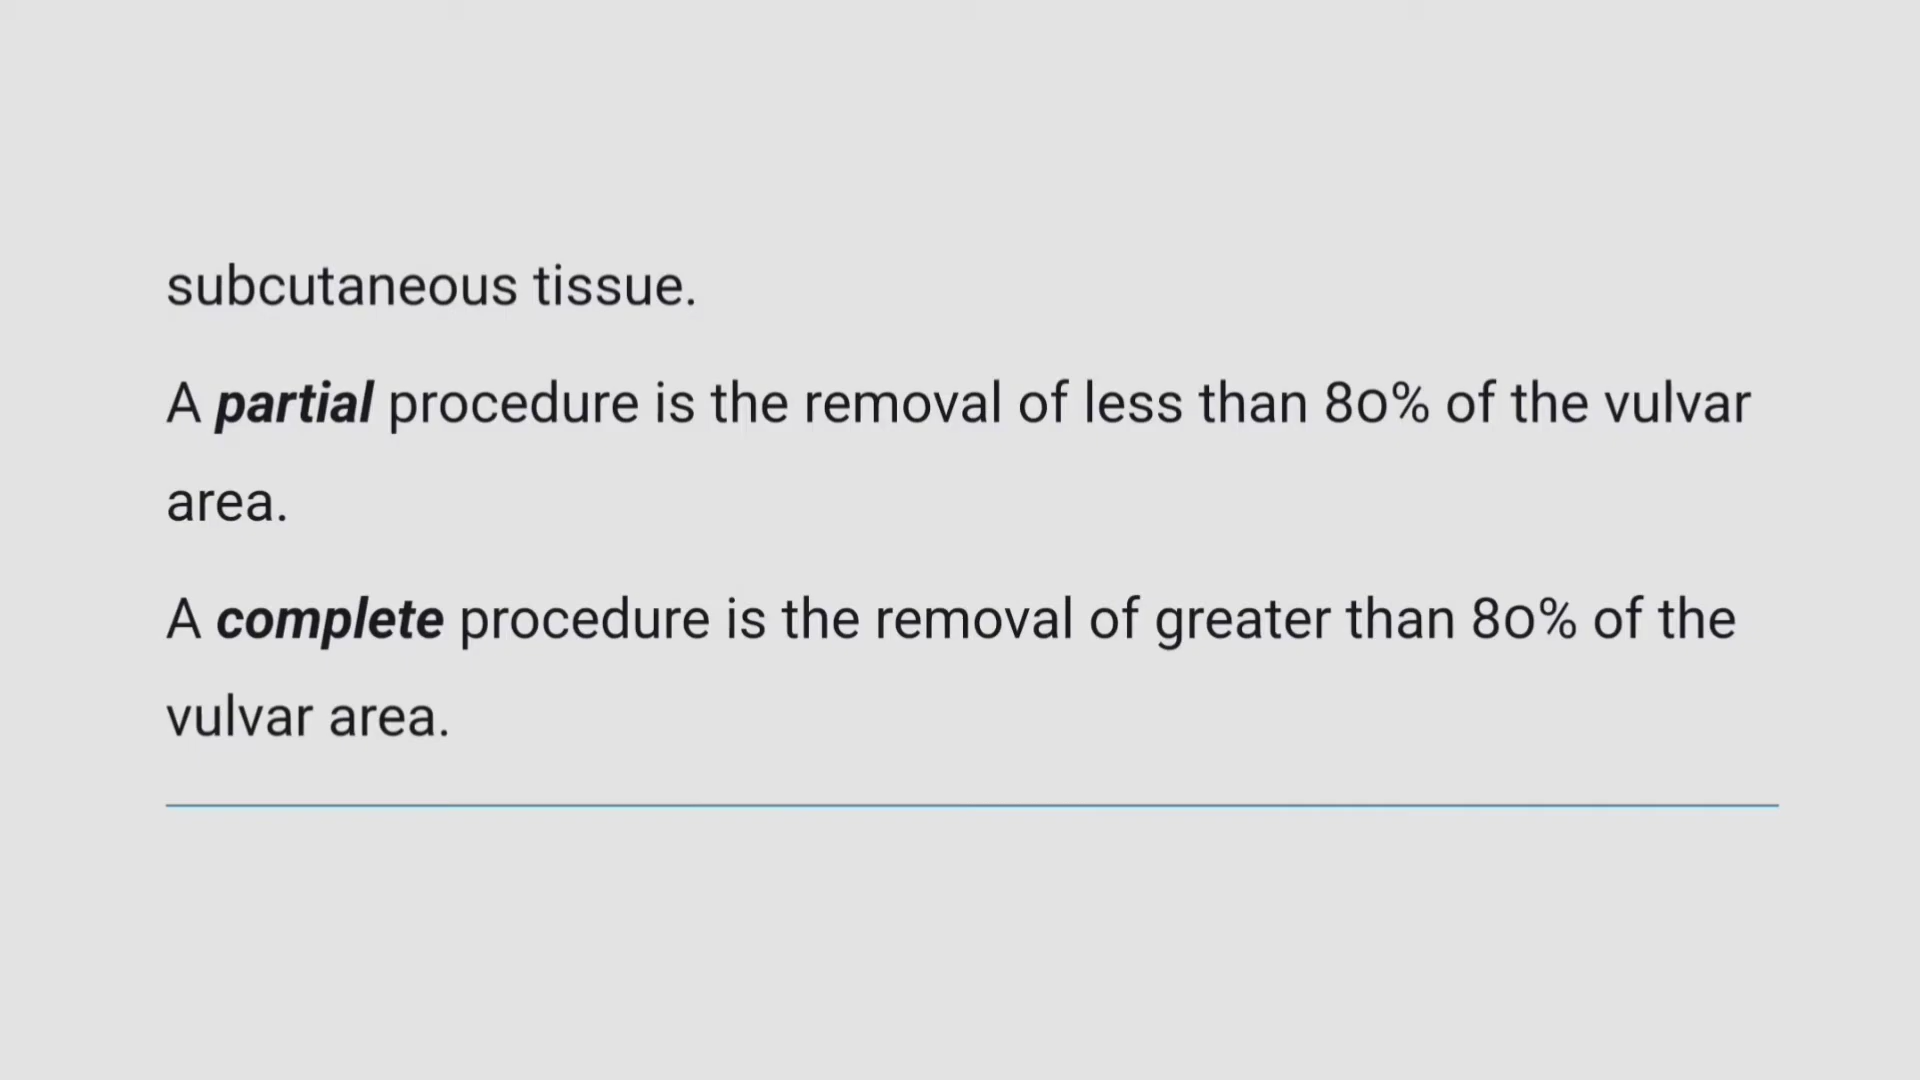 subcutaneous tissue.
A partial procedure is the removal of less than 80% of the vulvar
area.
A complete procedure is the removal of greater than 80% of the
vulvar area.